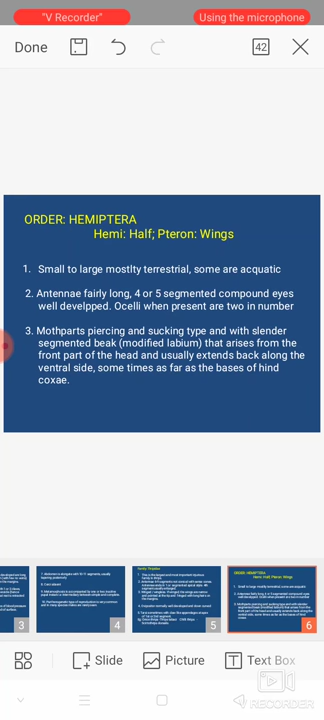 "V Recorder"
Using the microphone
Done
42
ORDER: HEMIPTERA
Hemi: Half; Pteron: Wings
1. Small to large mostlty terrestrial, some are acquatic
2. Antennae fairly long, 4 or 5 segmented compound eyes
well develpped. Ocelli when present are two in number
3. Mothparts piercing and sucking type and with slender
segmented beak (modified labium) that arises from the
front part of the head and usually extends back along the
ventral side, some times as far as the bases of hind
coxae.
3
4
5
6
Slide
Picture
Text Box
RECORDER